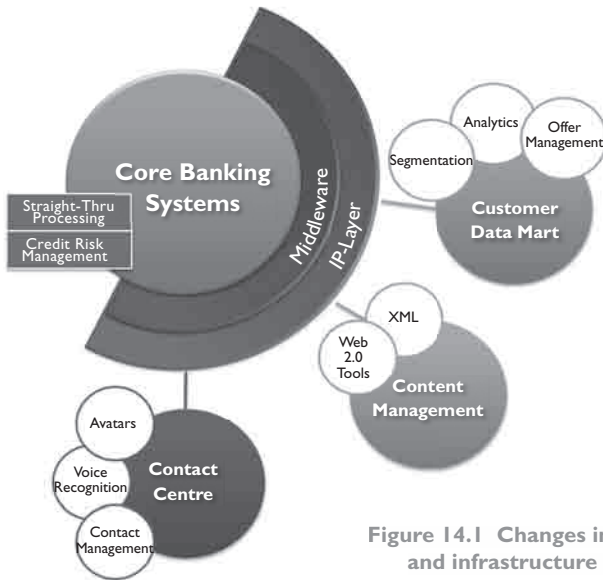 Core Banking
Systems
Straight-Thru
Processing
Credit Risk
Management
Middleware
IP-Layer
Analytics
Offer
Management
Segmentation
Customer
Data Mart
XML
Web
2.0
Tools
Content
Management
Avatars
Voice
Recognition
Contact
Management
Contact
Centre
Figure 14.1 Changes in
and infrastructure